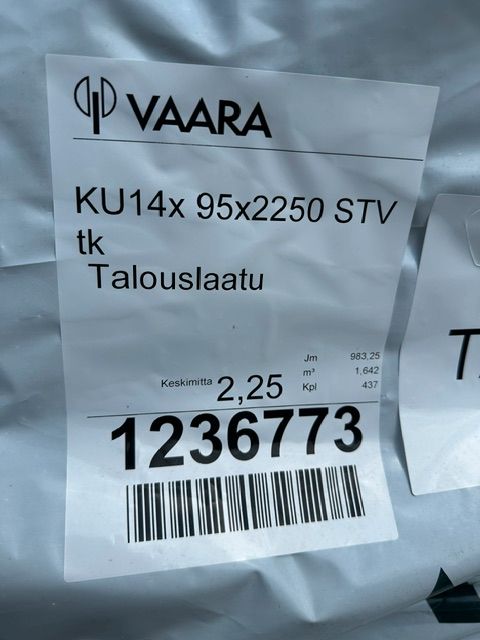 VAARA
KU14x 95x2250 STV
tk
Talouslaatu
Jm 983,25
m³ 1,642
Keskimitta 2,25 Kpl 437
1236773